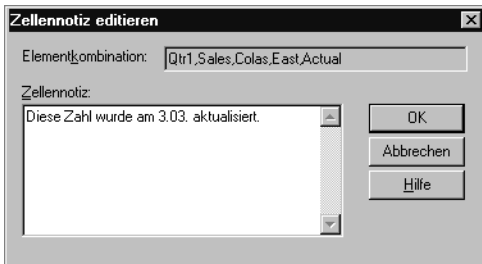 Zellennotiz editieren
Elementkombination: Qtr1,Sales,Colas,East,Actual
Zellennotiz:
Diese Zahl wurde am 3.03. aktualisiert.
OK
Abbrechen
Hilfe